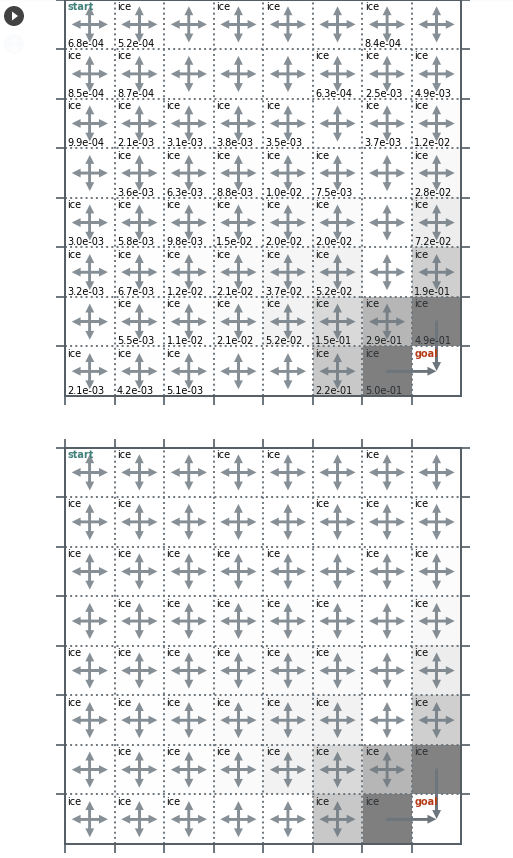 start ice ice
6.8e-04 5.2e-04 8.4e-04
ice ice ice ice ice
8.5e-04 8.7e-04 6.3e-04 2.5e-03 4.9e-03
ice ice ice ice ice ice ice
9.9e-04 2.1e-03 3.1e-03 3.8e-03 3.5e-03 3.7e-03 1.2e-02
ice ice ice ice ice ice
3.6e-03 6.3e-03 8.8e-03 1.0e-02 7.5e-03 2.8e-02
ice ice ice ice ice ice ice
3.0e-03 5.8e-03 9.8e-03 1.5e-02 2.0e-02 2.0e-02 7.2e-02
ice ice ice ice ice ice ice
3.2e-03 6.7e-03 1.2e-02 2.1e-02 3.7e-02 5.2e-02 1.9e-01
ice ice ice ice ice ice ice
5.5e-03 1.1e-02 2.1e-02 5.2e-02 1.5e-01 2.9e-01 4.9e-01
ice ice ice ice ice goal
2.1e-03 4.2e-03 5.1e-03 2.2e-01 5.0e-01
start ice ice
ice ice ice ice ice
ice ice ice ice ice ice ice
ice ice ice ice ice ice
ice ice ice ice ice ice ice
ice ice ice ice ice ice ice
ice ice ice ice ice ice ice
ice ice ice ice ice goal